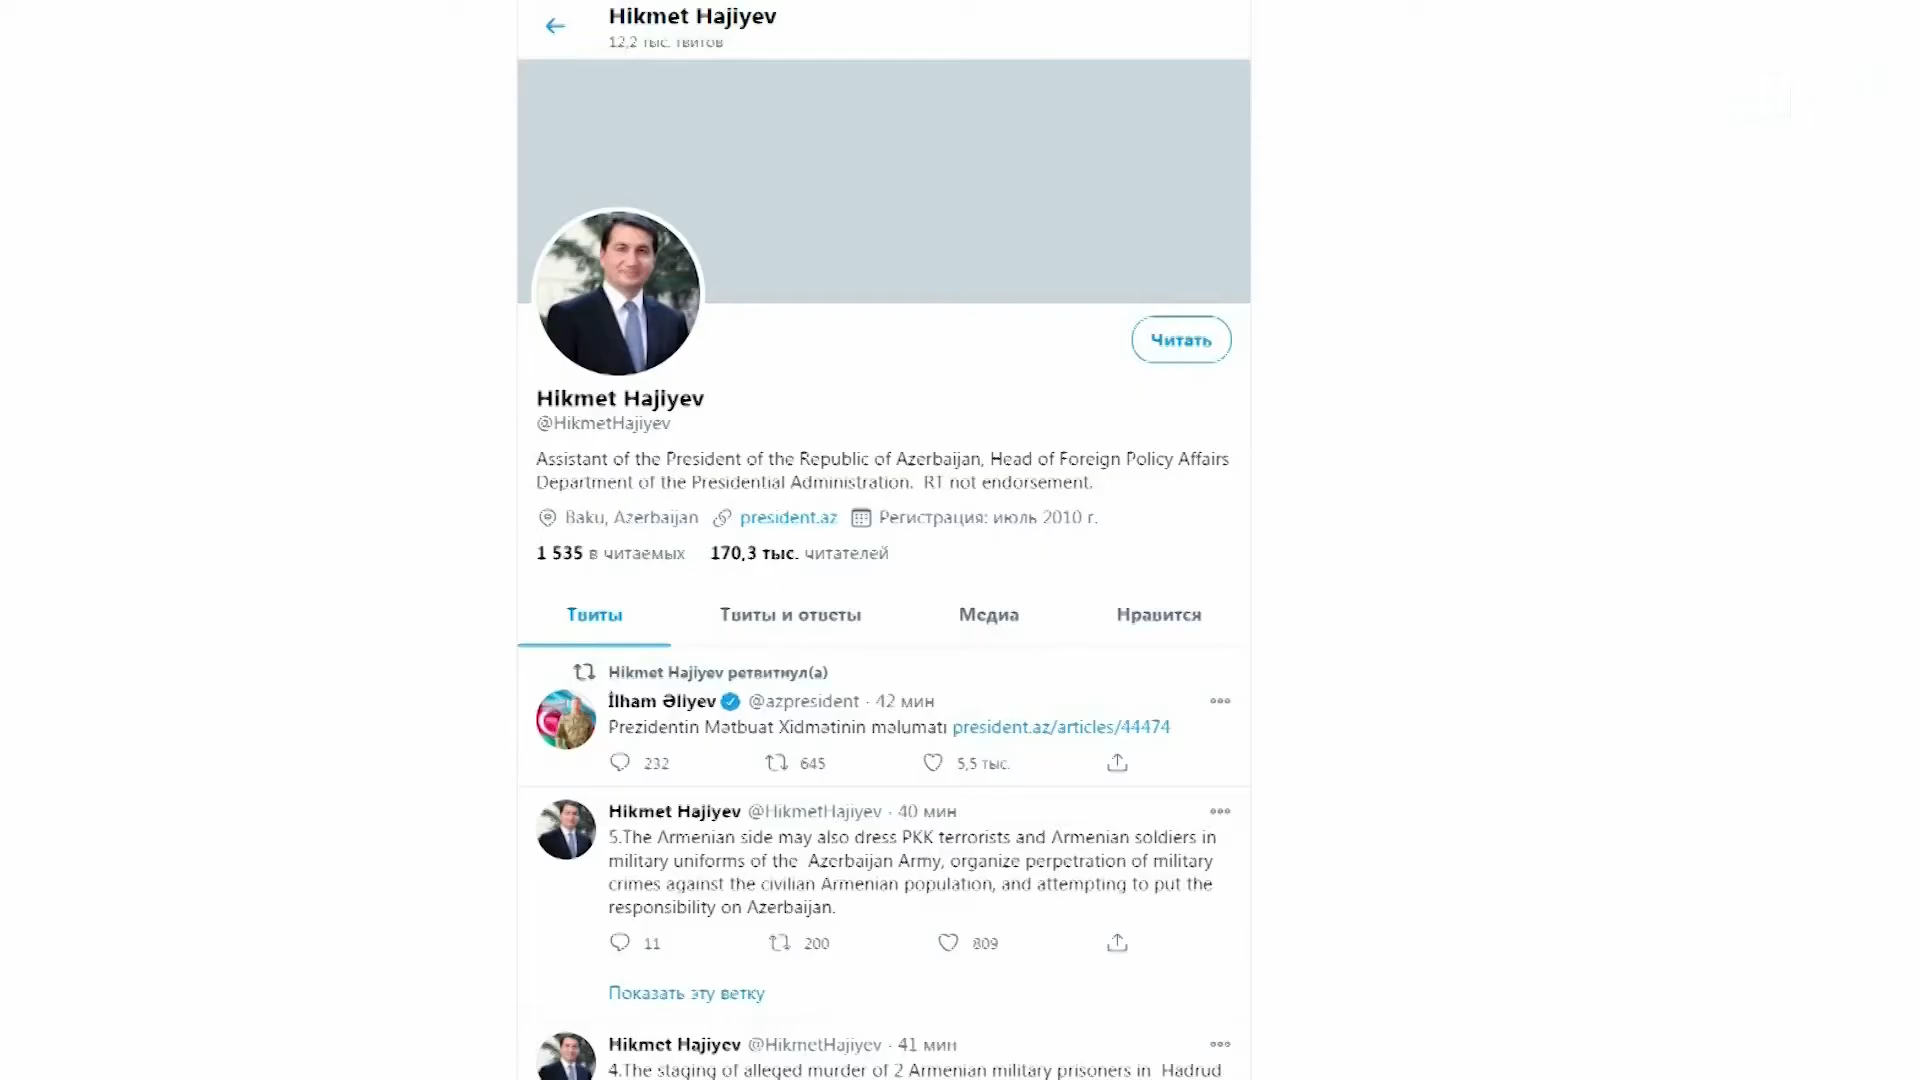 Hikmet Hajiyev
12,2 тыс. твитов
Читать
Hikmet Hajiyev
@HikmetHajiyev
Assistant of the President of the Republic of Azerbaijan, Head of Foreign Policy Affairs
Department of the Presidential Administration. RT not endorsement.
Baku, Azerbaijan president.az Регистрация: июль 2010 г.
1 535 в читаемых 170,3 тыс. читателей
Твиты Твиты и ответы Медиа Нравится
Hikmet Hajiyev ретвитнул(а)
İlham Əliyev @azpresident · 42 мин
Prezidentin Mətbuat Xidmətinin məlumatı president.az/articles/44474
232 645 5,5 тыс.
Hikmet Hajiyev @HikmetHajiyev · 40 мин
5.The Armenian side may also dress PKK terrorists and Armenian soldiers in
military uniforms of the Azerbaijan Army, organize perpetration of military
crimes against the civilian Armenian population, and attempting to put the
responsibility on Azerbaijan.
11 200 809
Показать эту ветку
Hikmet Hajiyev @HikmetHajiyev · 41 мин
4.The staging of alleged murder of 2 Armenian military prisoners in Hadrud